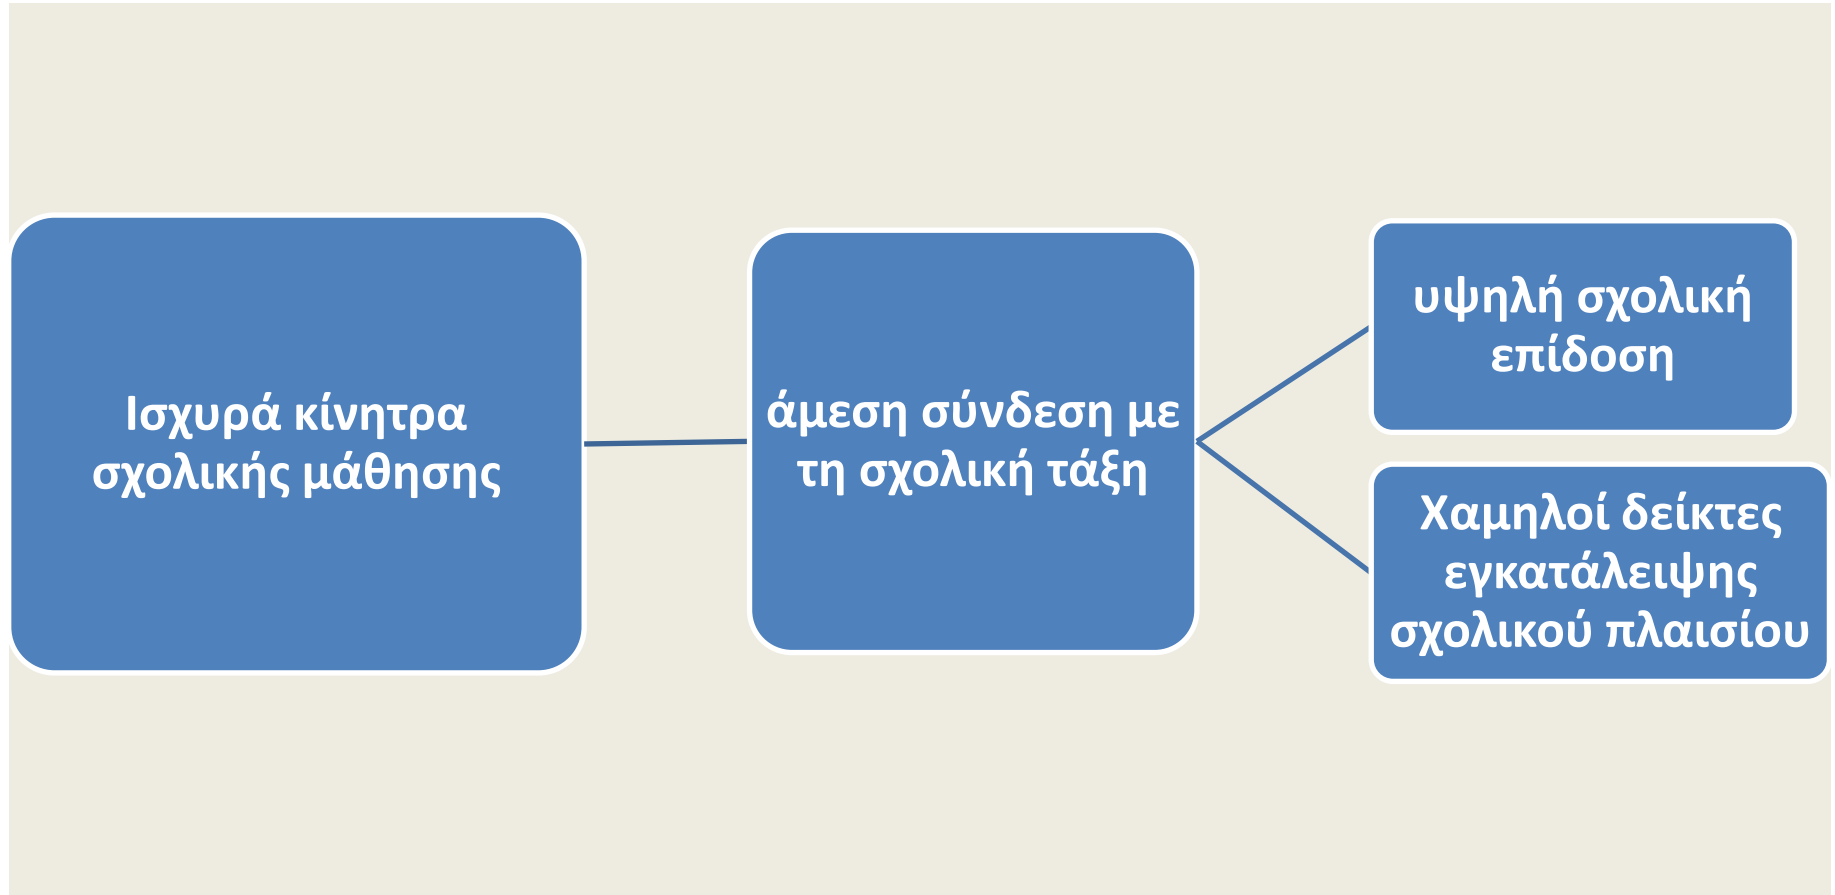 Ισχυρά κίνητρα
σχολικής μάθησης
άμεση σύνδεση με
τη σχολική τάξη
υψηλή σχολική
επίδοση
Χαμηλοί δείκτες
εγκατάλειψης
σχολικού πλαισίου